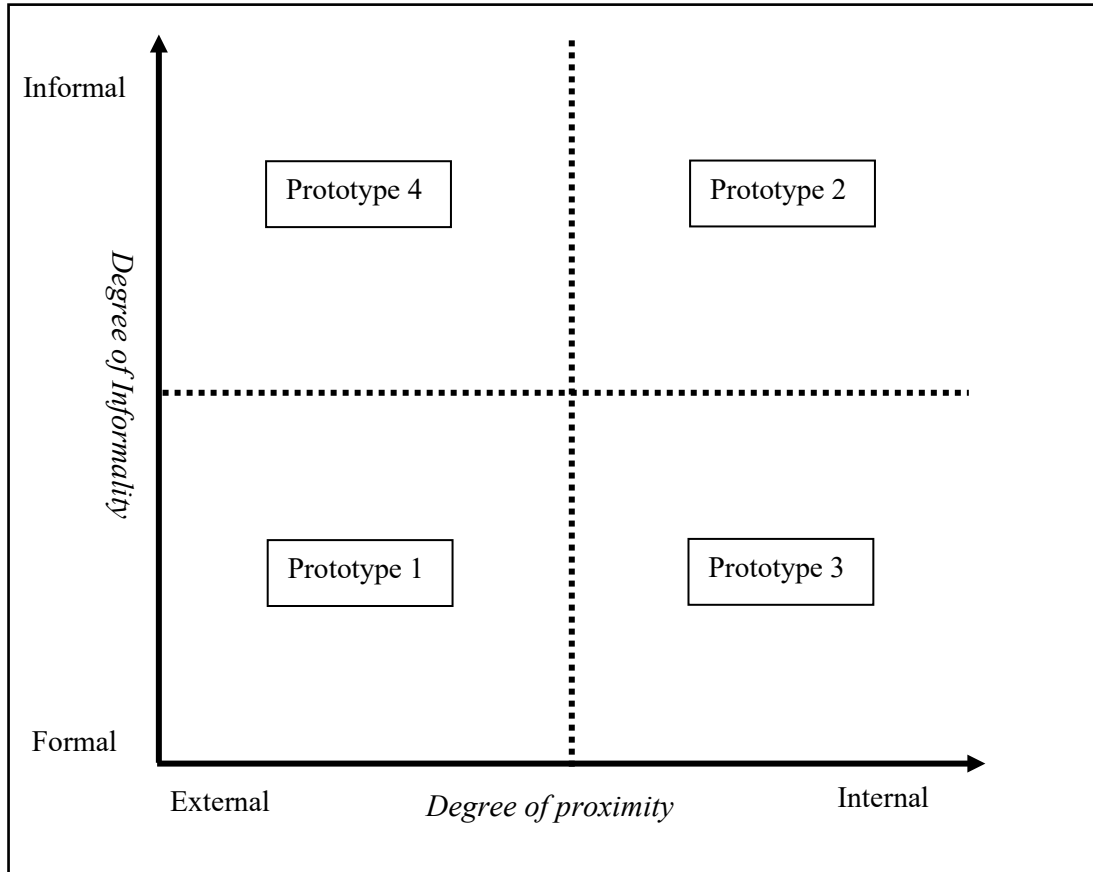 Informal
Prototype 4
Prototype 2
Degree of Informality
Prototype 1
Prototype 3
Formal
External
Degree of proximity
Internal